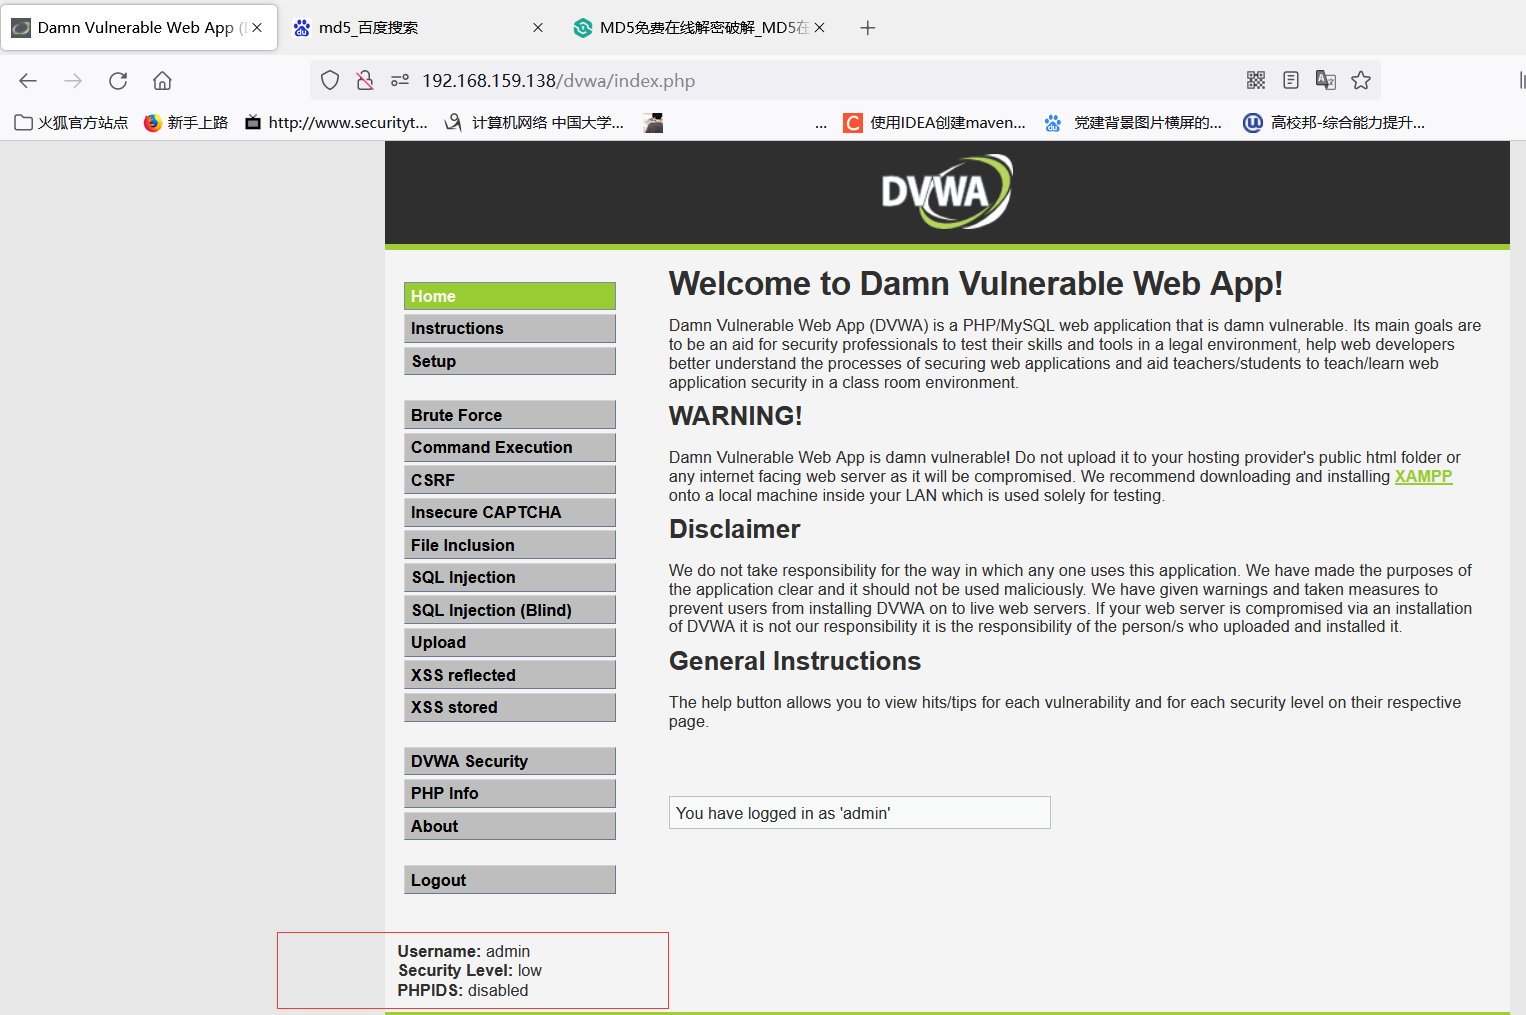 Damn Vulnerable Web App (
md5_百度搜索
MD5免费在线解密破解_MD5在
192.168.159.138/dvwa/index.php
火狐官方站点
新手上路
http://www.securityt...
计算机网络 中国大学...
...
使用IDEA创建maven...
党建背景图片横屏的...
高校邦-综合能力提升...
DVWA
Home
Instructions
Setup
Brute Force
Command Execution
CSRF
Insecure CAPTCHA
File Inclusion
SQL Injection
SQL Injection (Blind)
Upload
XSS reflected
XSS stored
DVWA Security
PHP Info
About
Logout
Welcome to Damn Vulnerable Web App!
Damn Vulnerable Web App (DVWA) is a PHP/MySQL web application that is damn vulnerable. Its main goals are
to be an aid for security professionals to test their skills and tools in a legal environment, help web developers
better understand the processes of securing web applications and aid teachers/students to teach/learn web
application security in a class room environment.
WARNING!
Damn Vulnerable Web App is damn vulnerable! Do not upload it to your hosting provider's public html folder or
any internet facing web server as it will be compromised. We recommend downloading and installing XAMPP
onto a local machine inside your LAN which is used solely for testing.
Disclaimer
We do not take responsibility for the way in which any one uses this application. We have made the purposes of
the application clear and it should not be used maliciously. We have given warnings and taken measures to
prevent users from installing DVWA on to live web servers. If your web server is compromised via an installation
of DVWA it is not our responsibility it is the responsibility of the person/s who uploaded and installed it.
General Instructions
The help button allows you to view hits/tips for each vulnerability and for each security level on their respective
page.
You have logged in as 'admin'
Username: admin
Security Level: low
PHPIDS: disabled